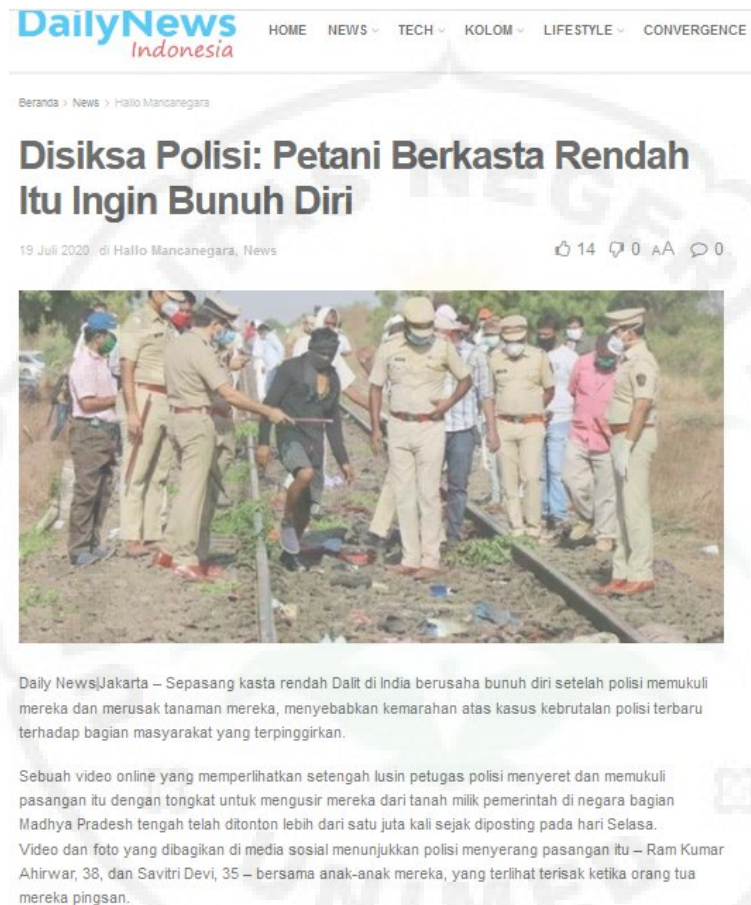 DailyNews
Indonesia
HOME NEWS TECH KOLOM LIFESTYLE CONVERGENCE
Beranda > News > Hallo Mancanegara
Disiksa Polisi: Petani Berkasta Rendah
Itu Ingin Bunuh Diri
19 Juli 2020 di Hallo Mancanegara, News
14 0 AA 0
Daily News|Jakarta – Sepasang kasta rendah Dalit di India berusaha bunuh diri setelah polisi memukuli
mereka dan merusak tanaman mereka, menyebabkan kemarahan atas kasus kebrutalan polisi terbaru
terhadap bagian masyarakat yang terpinggirkan.
Sebuah video online yang memperlihatkan setengah lusin petugas polisi menyeret dan memukuli
pasangan itu dengan tongkat untuk mengusir mereka dari tanah milik pemerintah di negara bagian
Madhya Pradesh tengah telah ditonton lebih dari satu juta kali sejak diposting pada hari Selasa.
Video dan foto yang dibagikan di media sosial menunjukkan polisi menyerang pasangan itu – Ram Kumar
Ahirwar, 38, dan Savitri Devi, 35 – bersama anak-anak mereka, yang terlihat terisak ketika orang tua
mereka pingsan.